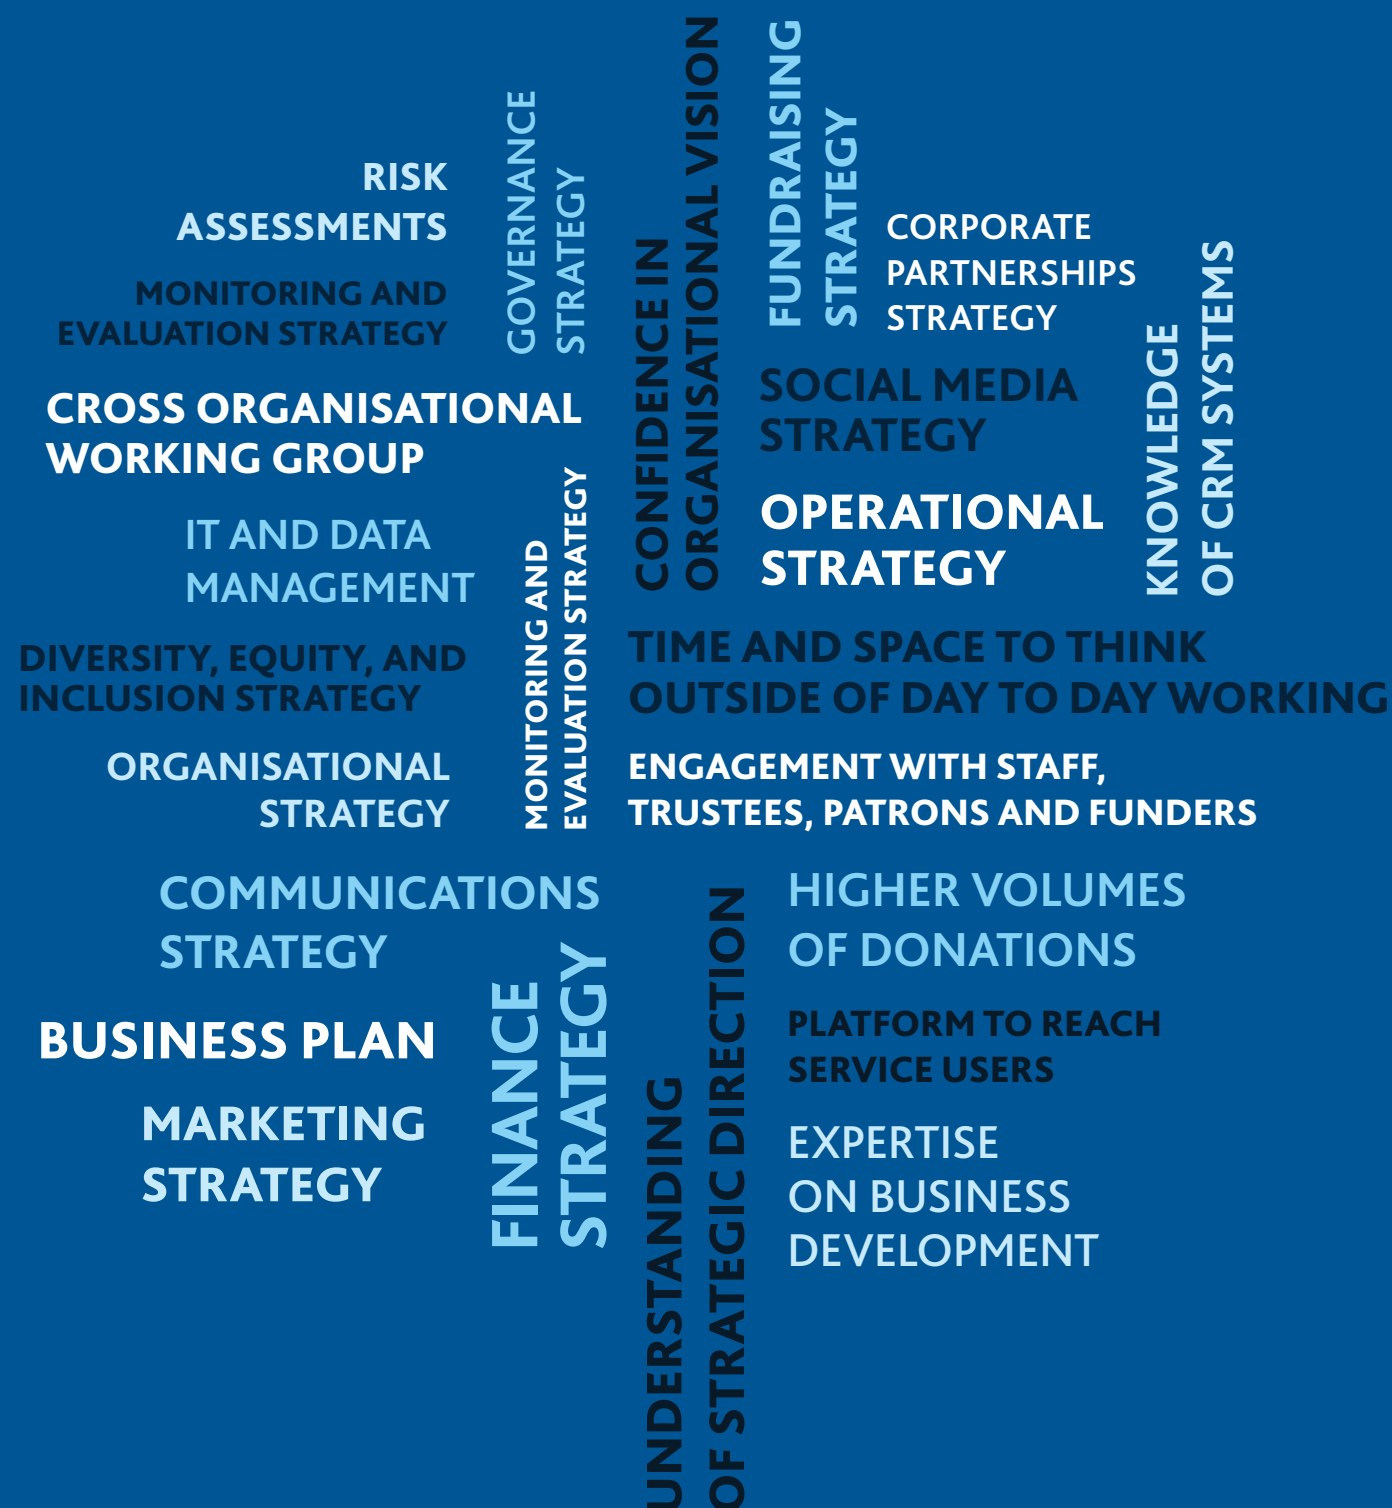 RISK
ASSESSMENTS
MONITORING AND
EVALUATION STRATEGY
GOVERNANCE
STRATEGY
CROSS ORGANISATIONAL
WORKING GROUP
IT AND DATA
MANAGEMENT
MONITORING AND
EVALUATION STRATEGY
DIVERSITY, EQUITY, AND
INCLUSION STRATEGY
ORGANISATIONAL
STRATEGY
COMMUNICATIONS
STRATEGY
BUSINESS PLAN
MARKETING
STRATEGY
FINANCE
STRATEGY
CONFIDENCE IN
ORGANISATIONAL VISION
FUNDRAISING
STRATEGY
CORPORATE
PARTNERSHIPS
STRATEGY
KNOWLEDGE
OF CRM SYSTEMS
SOCIAL MEDIA
STRATEGY
OPERATIONAL
STRATEGY
TIME AND SPACE TO THINK
OUTSIDE OF DAY TO DAY WORKING
ENGAGEMENT WITH STAFF,
TRUSTEES, PATRONS AND FUNDERS
UNDERSTANDING
OF STRATEGIC DIRECTION
HIGHER VOLUMES
OF DONATIONS
PLATFORM TO REACH
SERVICE USERS
EXPERTISE
ON BUSINESS
DEVELOPMENT